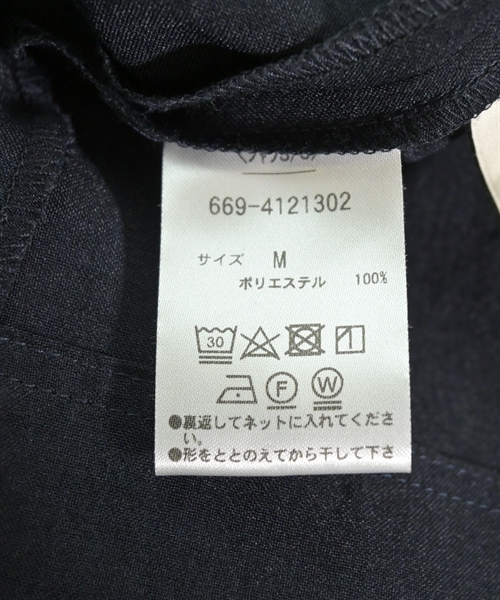 669-4121302
サイズ M
ポリエステル 100%
30
F W
●裏返してネットに入れてくださ
い。
●形をととのえてから干して下さ